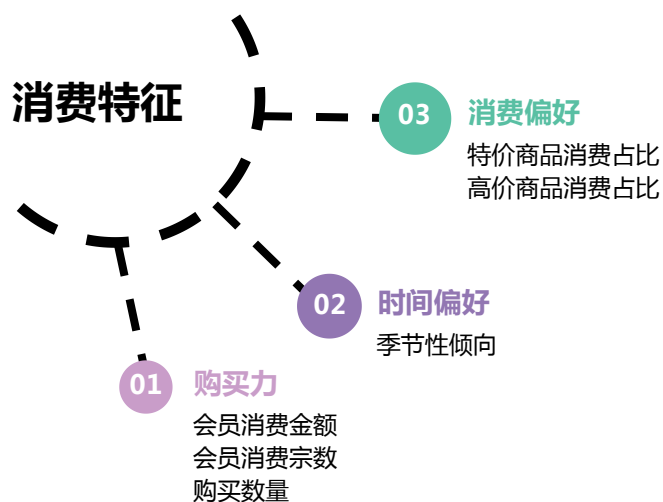 消费特征
03
消费偏好
特价商品消费占比
高价商品消费占比
02
时间偏好
季节性倾向
01
购买力
会员消费金额
会员消费宗数
购买数量